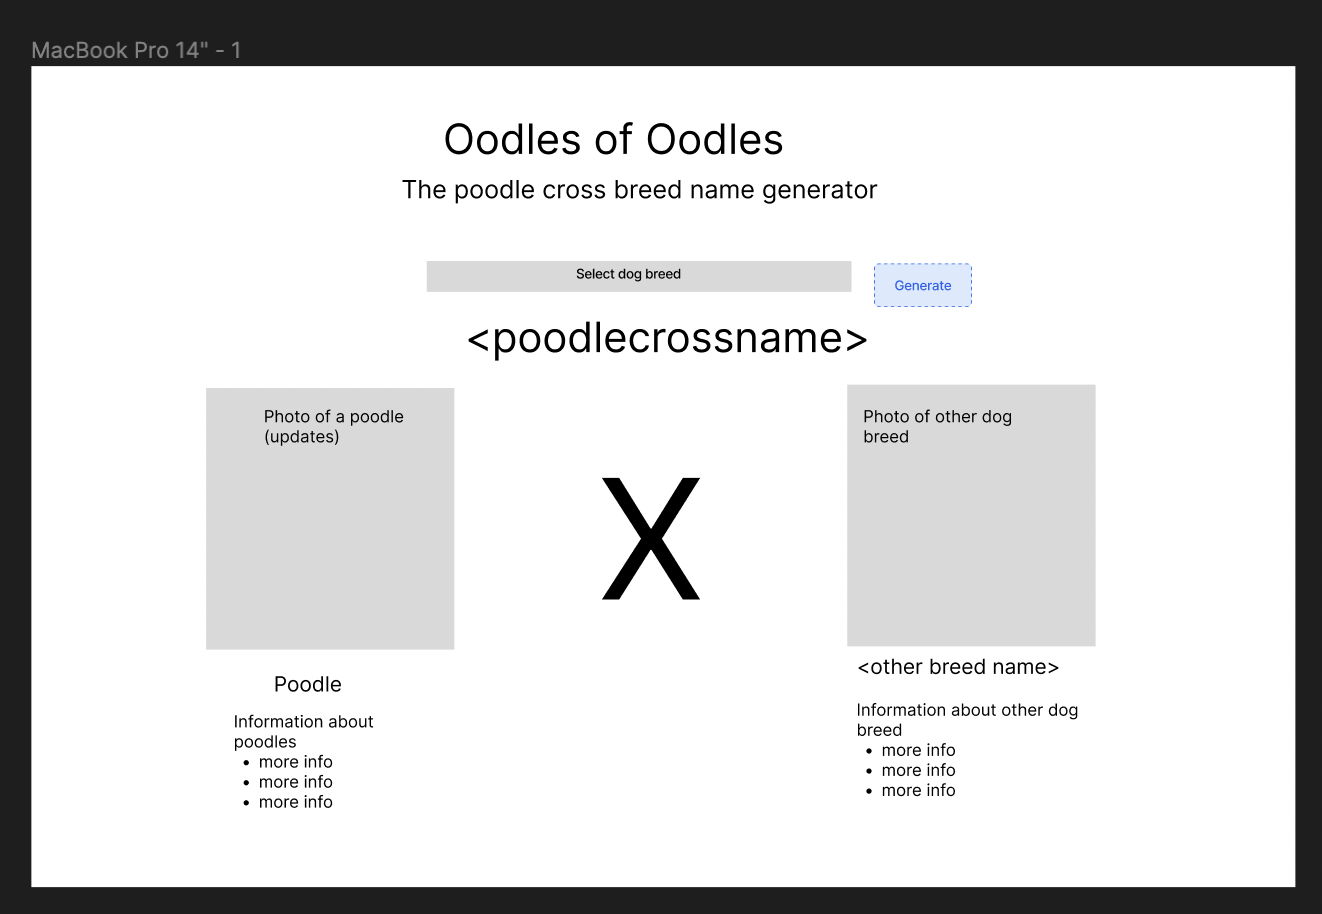 MacBook Pro 14" - 1
Oodles of Oodles
The poodle cross breed name generator
Select dog breed
Generate
<poodlecrossname>
Photo of a poodle
(updates)
X
Photo of other dog
breed
Poodle
Information about
poodles
• more info
• more info
• more info
<other breed name>
Information about other dog
breed
• more info
• more info
• more info